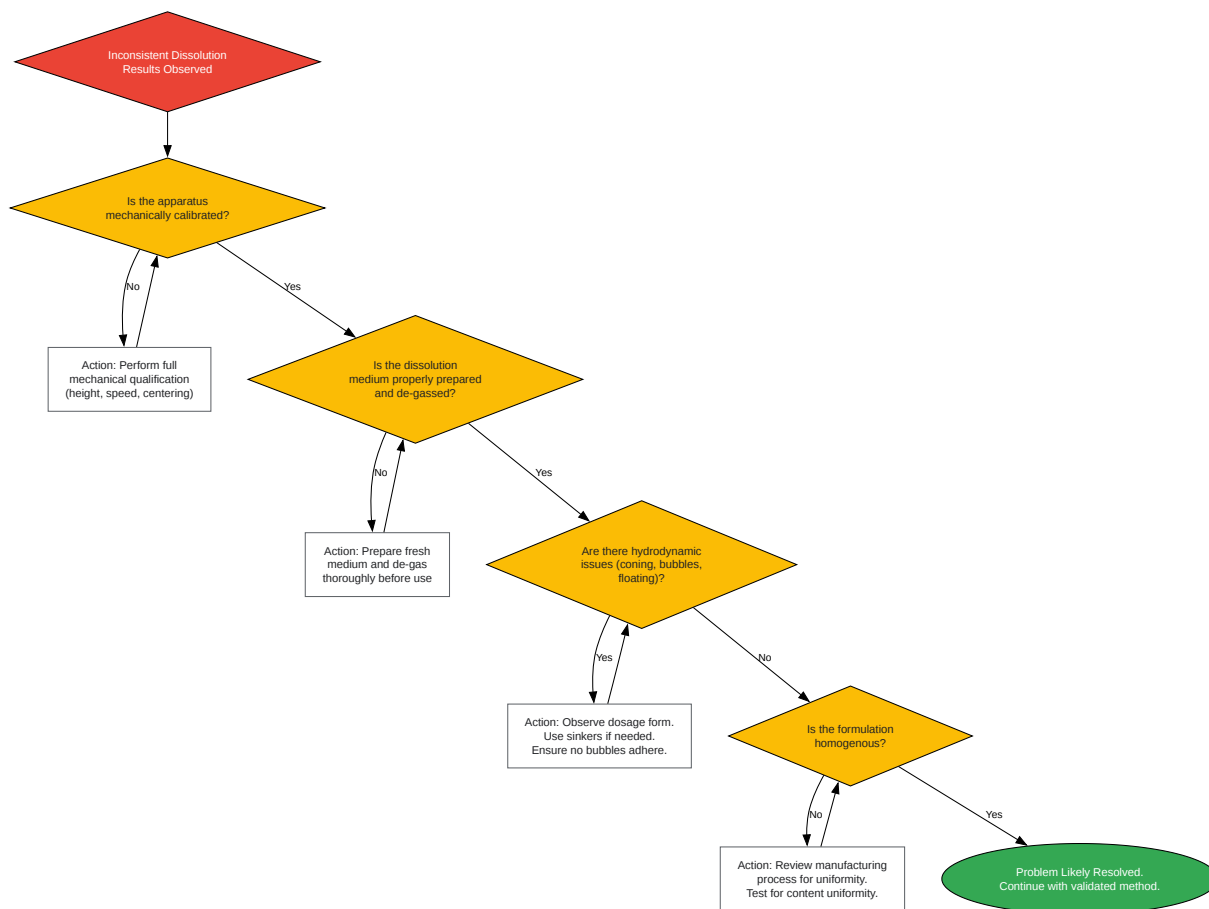 Inconsistent Dissolution
Results Observed
Is the apparatus
mechanically calibrated?
No
Yes
Action: Perform full
mechanical qualification
(height, speed, centering)
Is the dissolution
medium properly prepared
and de-gassed?
No
Yes
Action: Prepare fresh
medium and de-gas
thoroughly before use
Are there hydrodynamic
issues (coning, bubbles,
floating)?
Yes
No
Action: Observe dosage form.
Use sinkers if needed.
Ensure no bubbles adhere.
Is the formulation
homogenous?
No
Yes
Action: Review manufacturing
process for uniformity.
Test for content uniformity.
Problem Likely Resolved.
Continue with validated method.